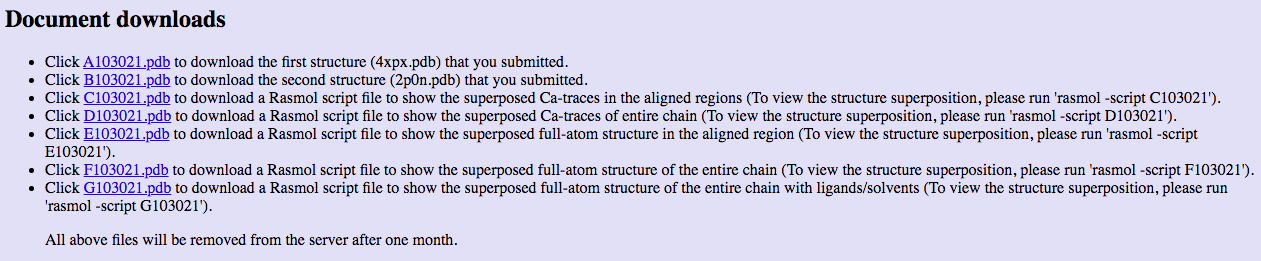 Document downloads
Click A103021.pdb to download the first structure (4xpx.pdb) that you submitted.
Click B103021.pdb to download the second structure (2p0n.pdb) that you submitted.
Click C103021.pdb to download a Rasmol script file to show the superposed Ca-traces in the aligned regions (To view the structure superposition, please run 'rasmol -script C103021').
Click D103021.pdb to download a Rasmol script file to show the superposed Ca-traces of entire chain (To view the structure superposition, please run 'rasmol -script D103021').
Click E103021.pdb to download a Rasmol script file to show the superposed full-atom structure in the aligned region (To view the structure superposition, please run 'rasmol -script
E103021').
Click F103021.pdb to download a Rasmol script file to show the superposed full-atom structure of the entire chain (To view the structure superposition, please run 'rasmol -script F103021').
Click G103021.pdb to download a Rasmol script file to show the superposed full-atom structure of the entire chain with ligands/solvents (To view the structure superposition, please run
'rasmol -script G103021').
All above files will be removed from the server after one month.